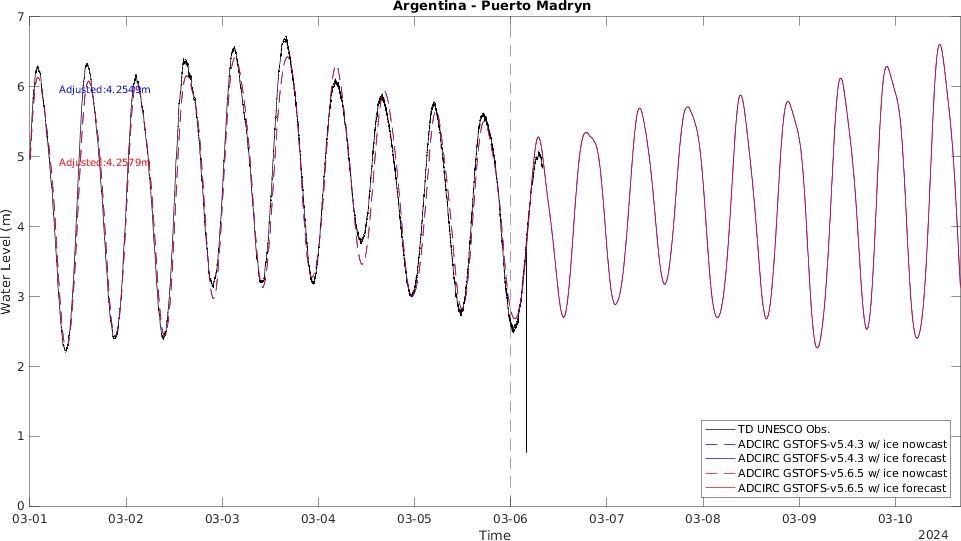 Argentina - Puerto Madryn
7
6
5
4
3
2
1
0
Water Level (m)
Adjusted:4.2549m
Adjusted:4.2579m
TD UNESCO Obs.
ADCIRC GSTOFS-v5.4.3 w/ ice nowcast
ADCIRC GSTOFS-v5.4.3 w/ ice forecast
ADCIRC GSTOFS-v5.6.5 w/ ice nowcast
ADCIRC GSTOFS-v5.6.5 w/ ice forecast
03-01 03-02 03-03 03-04 03-05 03-06 03-07 03-08 03-09 03-10
Time
2024